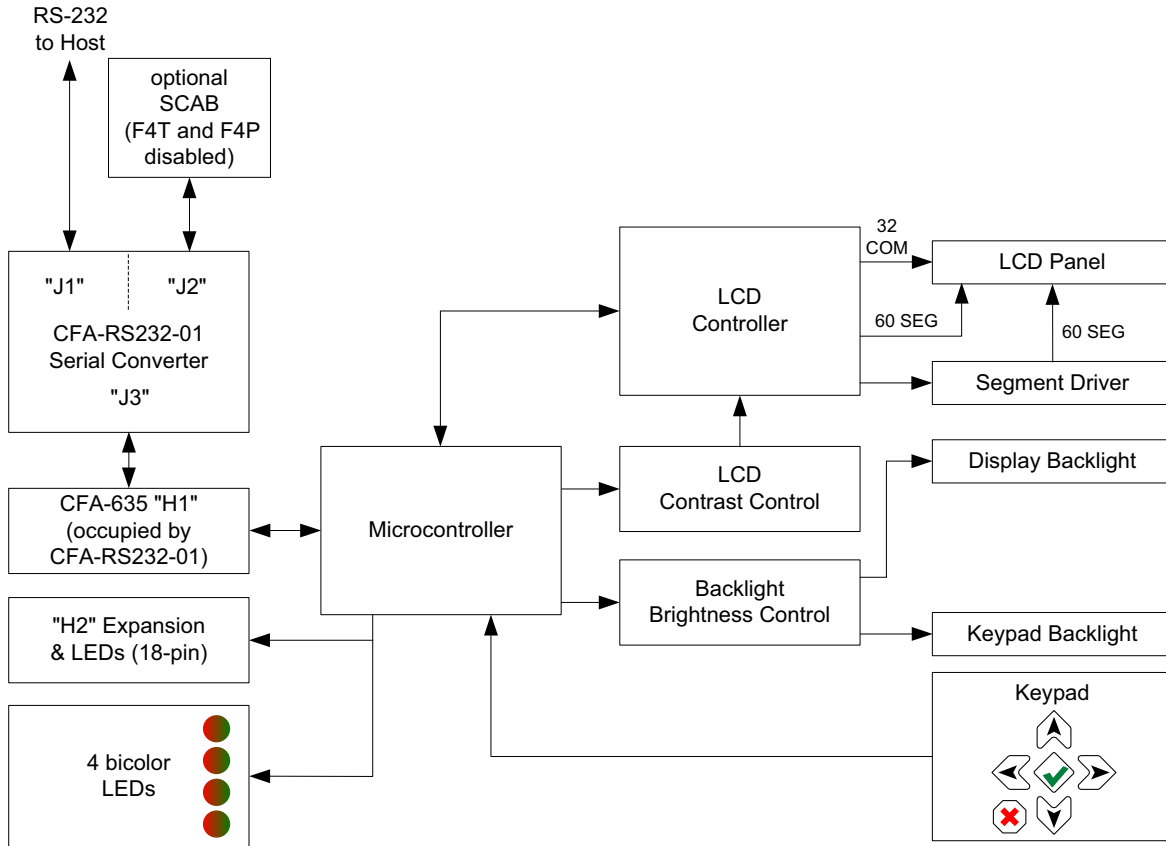 RS-232
to Host
optional
SCAB
(F4T and F4P
disabled)
"J1"
"J2"
CFA-RS232-01
Serial Converter
"J3"
CFA-635 "H1"
(occupied by
CFA-RS232-01)
"H2" Expansion
& LEDs (18-pin)
4 bicolor
LEDs
Microcontroller
LCD
Controller
32
COM
60 SEG
LCD Panel
60 SEG
Segment Driver
LCD
Contrast Control
Backlight
Brightness Control
Display Backlight
Keypad Backlight
Keypad